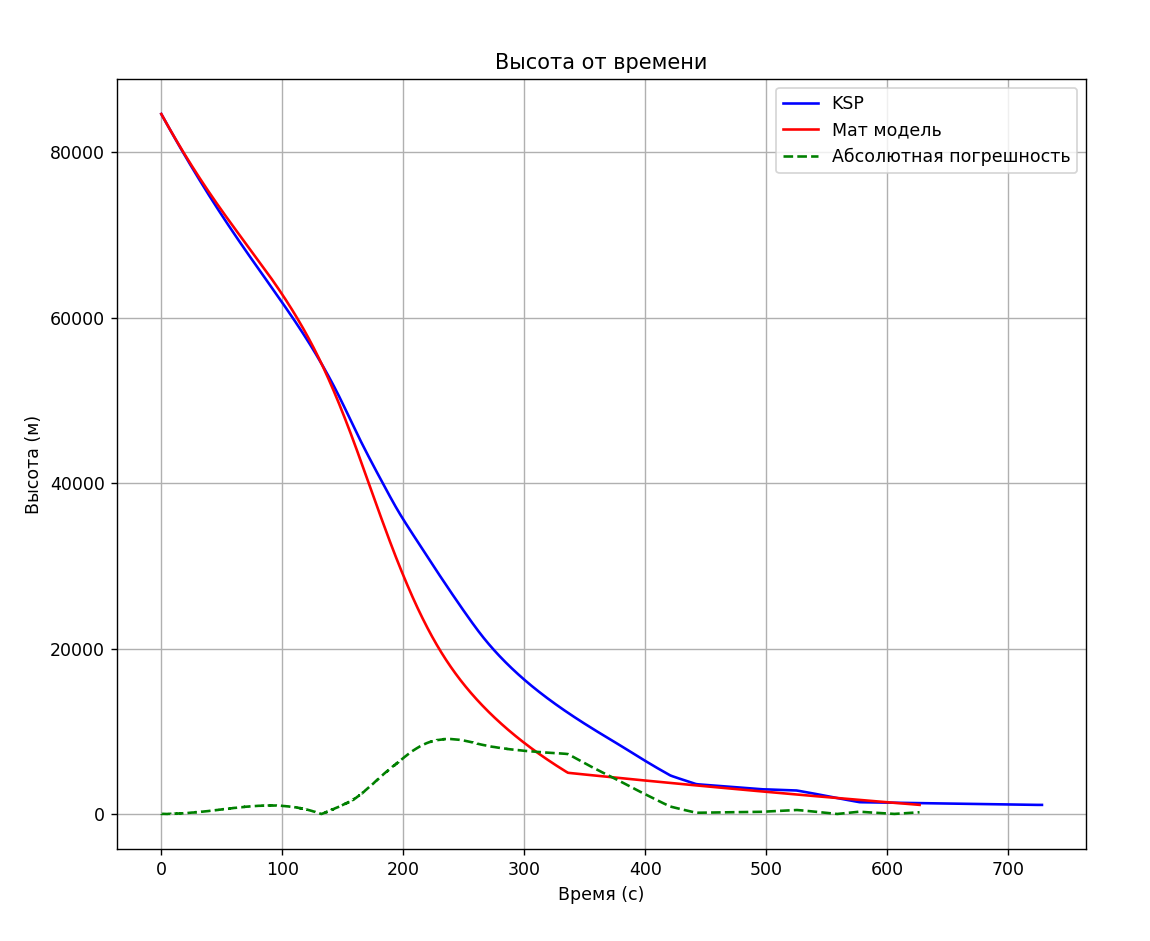 Высота от времени
KSP
Мат модель
Абсолютная погрешность
Высота (м)
80000
60000
40000
20000
0
0 100 200 300 400 500 600 700
Время (с)